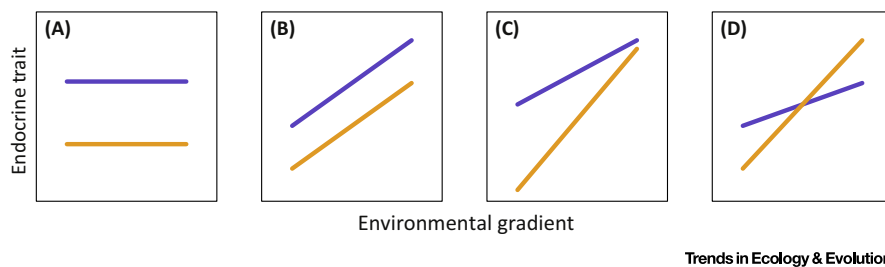 (A) (B) (C) (D)
Endocrine trait
Environmental gradient
Trends in Ecology & Evolution